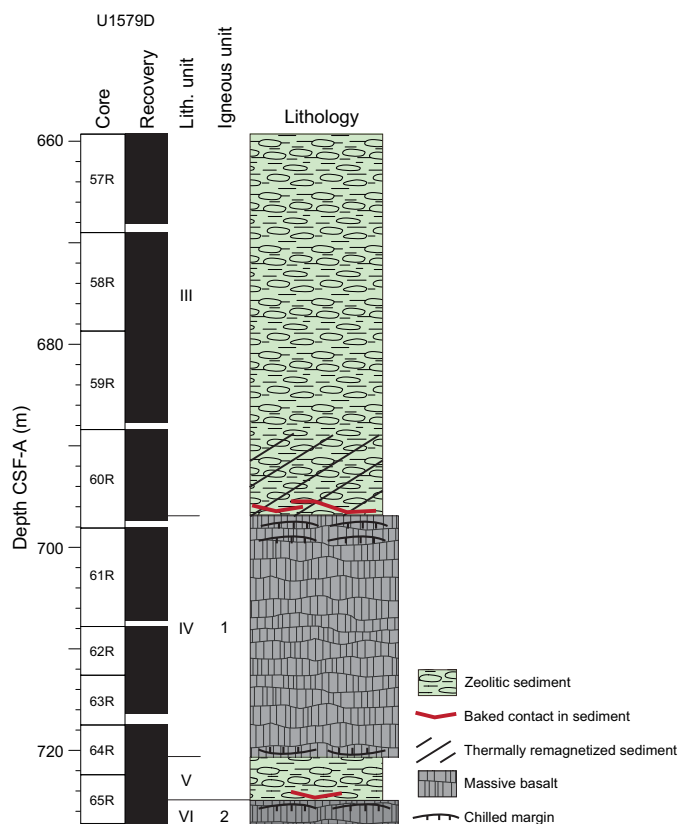 U1579D
Core
Recovery
Lith. unit
Igneous unit
Lithology
Depth CSF-A (m)
660
680
700
720
57R
58R
59R
60R
61R
62R
63R
64R
65R
III
IV
V
VI
1
2
Zeolitic sediment
Baked contact in sediment
Thermally remagnetized sediment
Massive basalt
Chilled margin